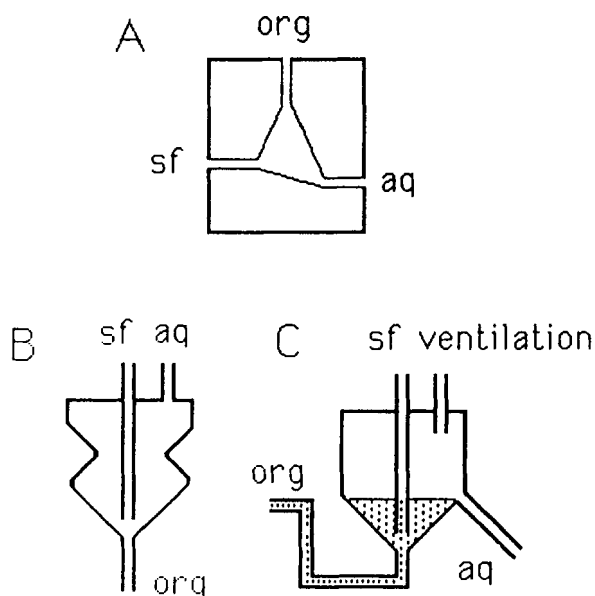 A
org
sf
aq
B
sf aq
org
C
sf ventilation
org
aq